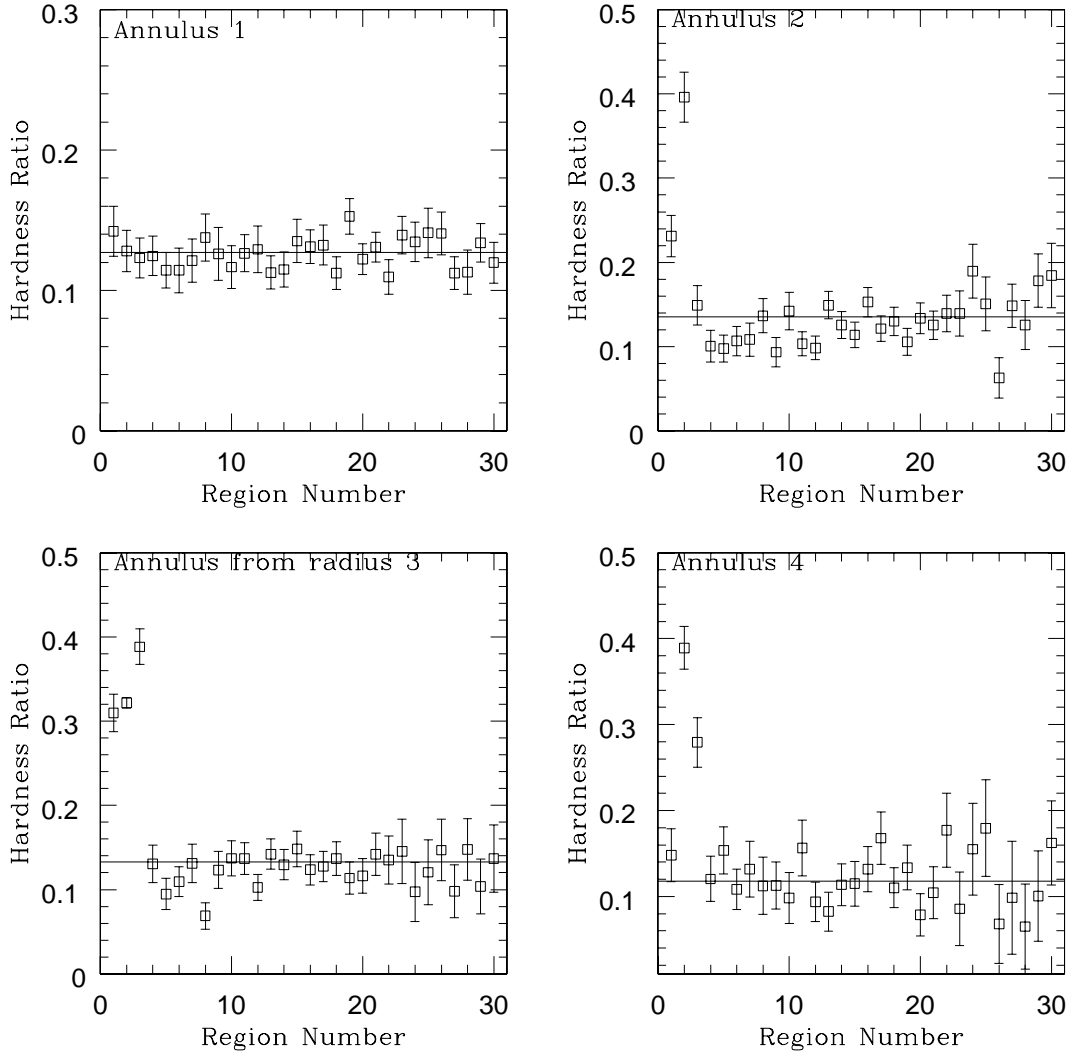 Annulus 1
Hardness Ratio
0.3
0.2
0.1
0
0 10 20 30
Region Number
Annulus 2
Hardness Ratio
0.5
0.4
0.3
0.2
0.1
0
0 10 20 30
Region Number
Annulus from radius 3
Hardness Ratio
0.5
0.4
0.3
0.2
0.1
0
0 10 20 30
Region Number
Annulus 4
Hardness Ratio
0.5
0.4
0.3
0.2
0.1
0 10 20 30
Region Number